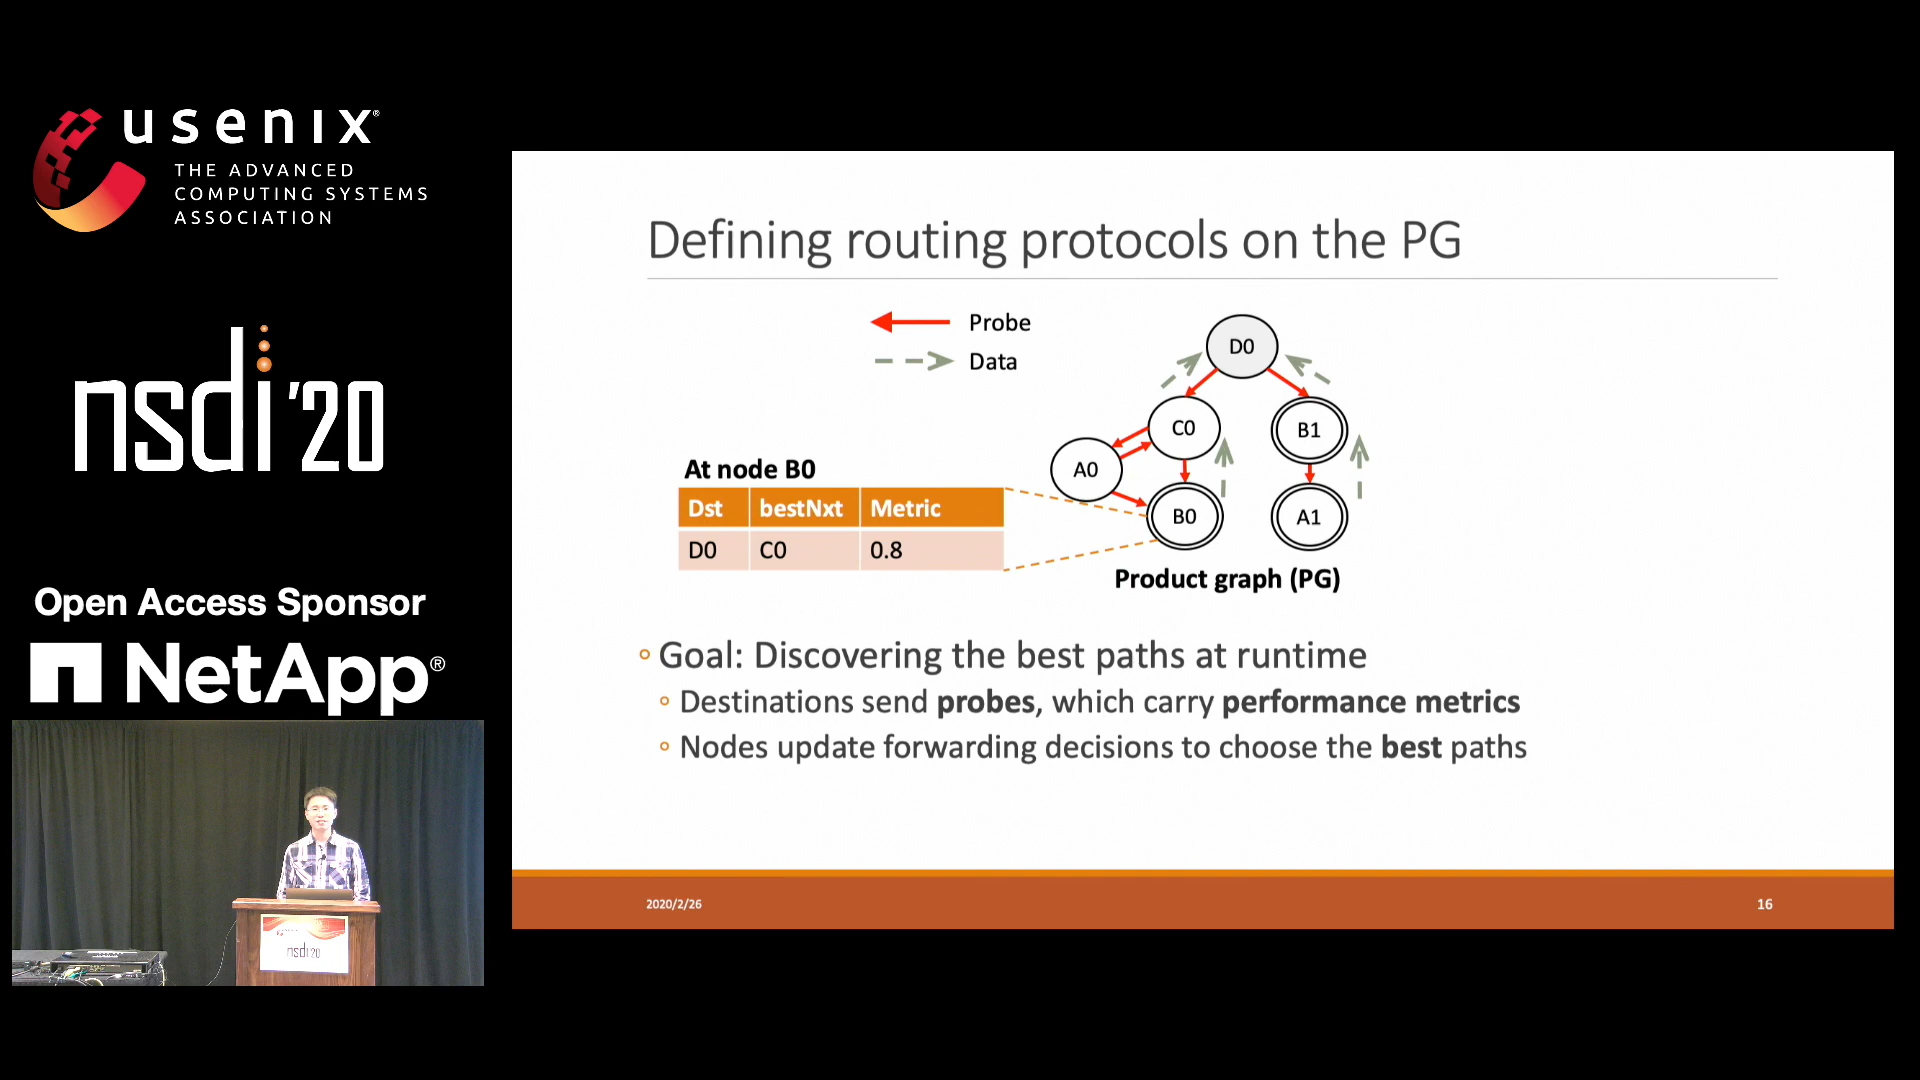 usenix®
THE ADVANCED
COMPUTING SYSTEMS
ASSOCIATION
nsdi'20
Open Access Sponsor
NetApp®
nsdi 20
Defining routing protocols on the PG
Probe
Data
D0
C0
B1
A0
B0
A1
At node B0
Dst bestNxt Metric
D0 C0 0.8
Product graph (PG)
◦ Goal: Discovering the best paths at runtime
◦ Destinations send probes, which carry performance metrics
◦ Nodes update forwarding decisions to choose the best paths
2020/2/26
16